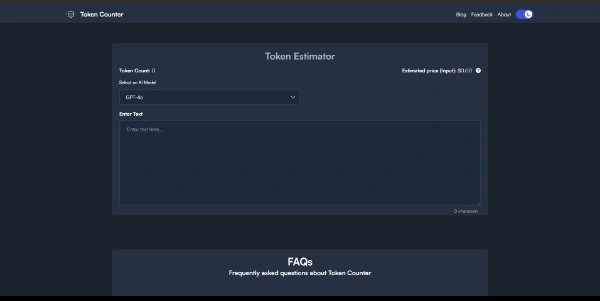 Token Counter
Blog Feedback About
Token Estimator
Token Count: 0
Estimated price (Input): $0.00 ?
Select an AI Model
GPT-4o
Enter Text
Enter text here...
0 characters
FAQs
Frequently asked questions about Token Counter